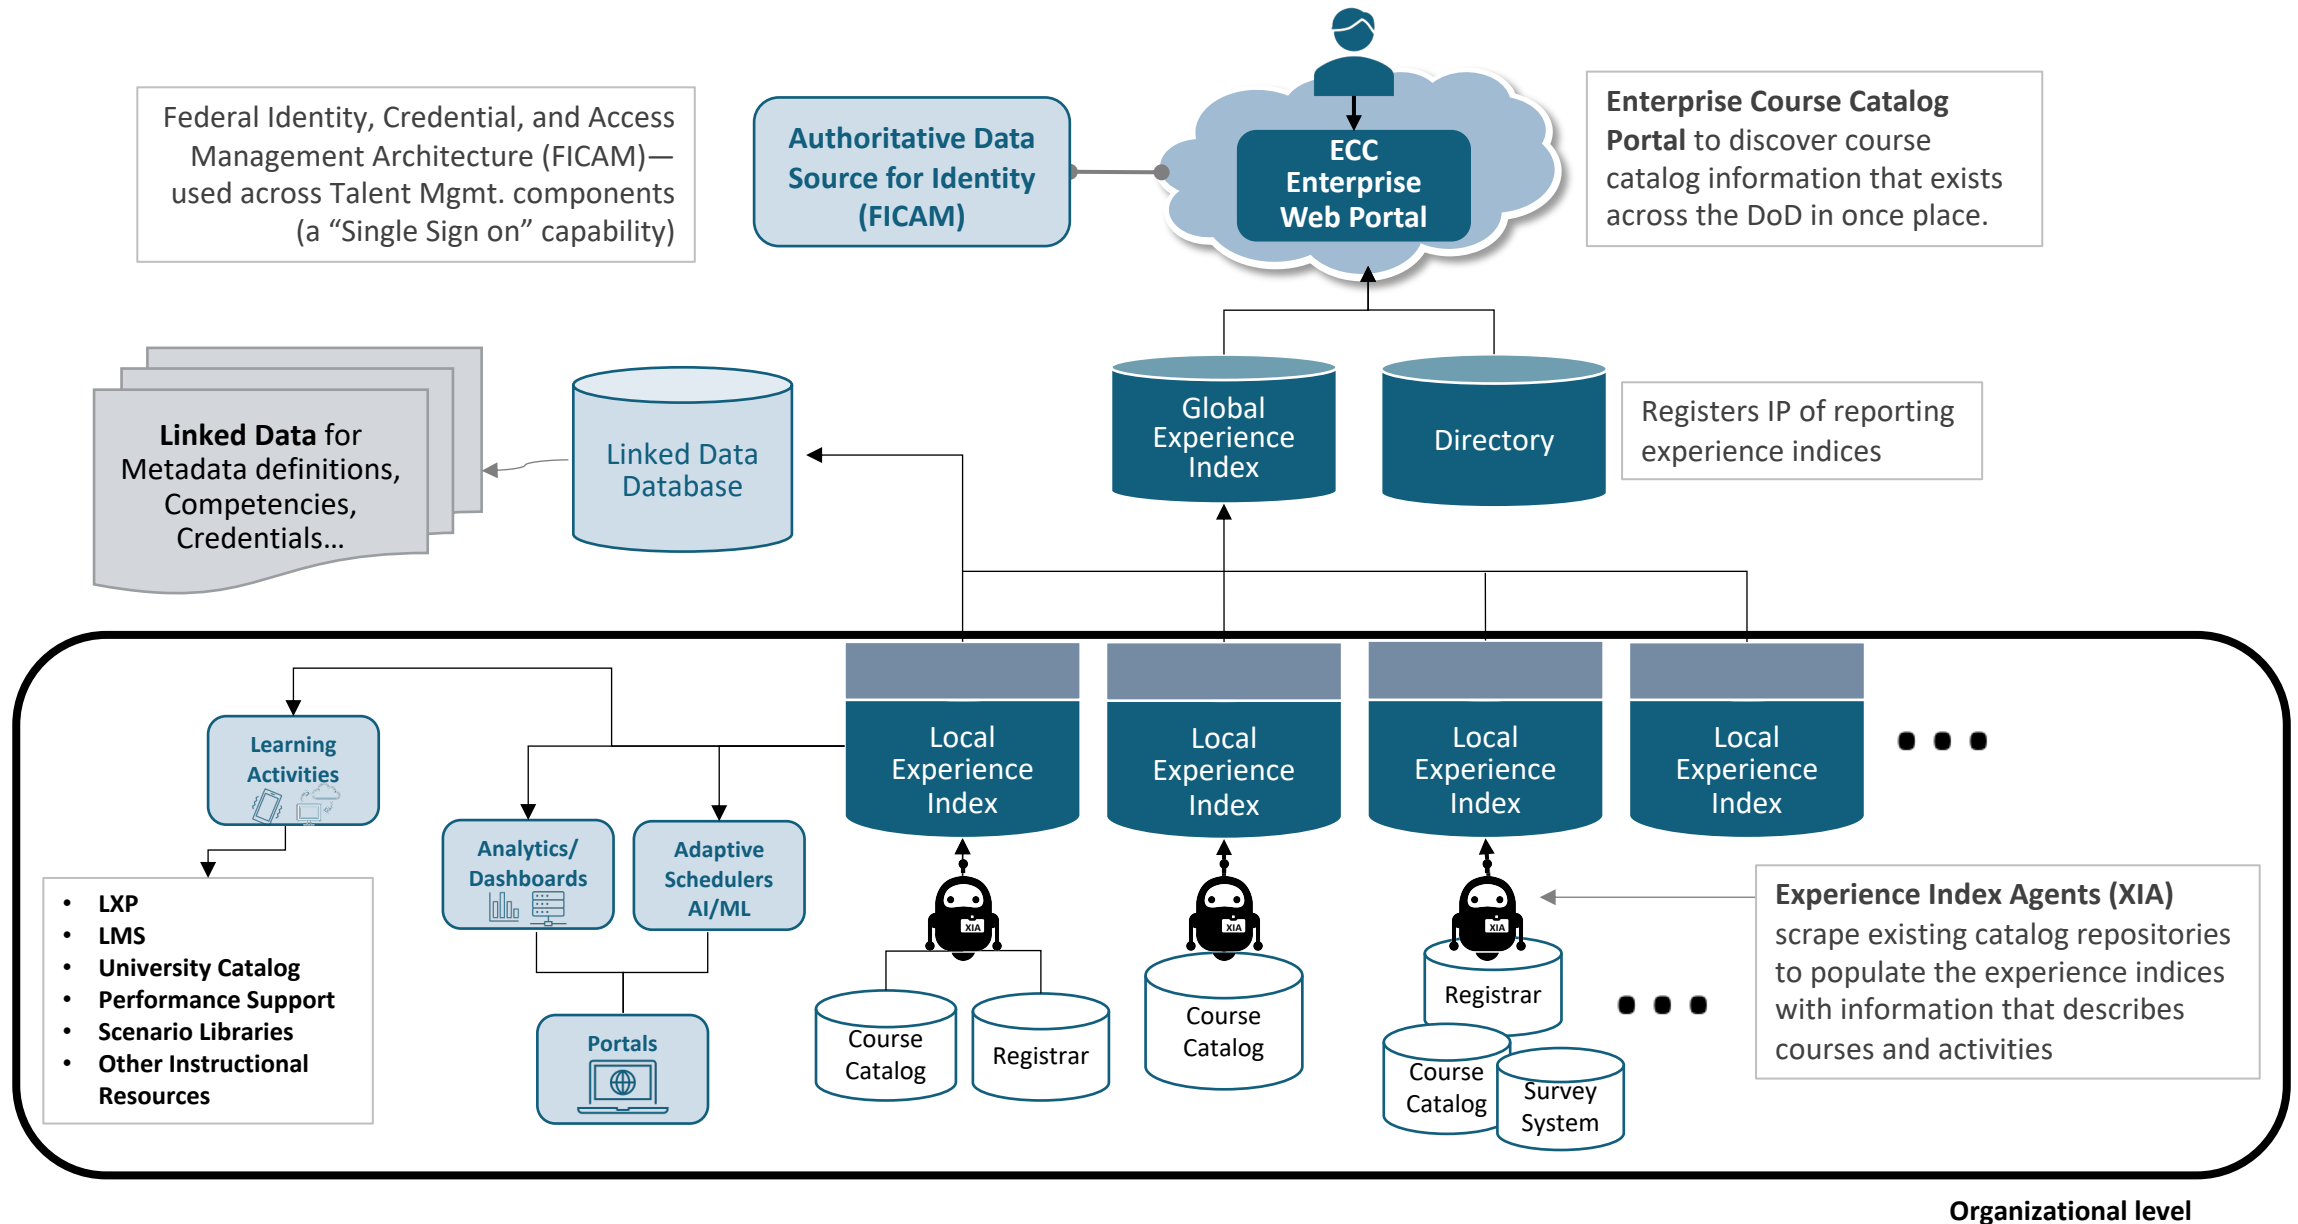 Federal Identity, Credential, and Access
Management Architecture (FICAM)—
used across Talent Mgmt. components
(a “Single Sign on” capability)
Authoritative Data
Source for Identity
(FICAM)
ECC
Enterprise
Web Portal
Enterprise Course Catalog
Portal to discover course
catalog information that exists
across the DoD in once place.
Linked Data for
Metadata definitions,
Competencies,
Credentials…
Linked Data
Database
Global
Experience
Index
Directory
Registers IP of reporting
experience indices
Learning
Activities
Analytics/
Dashboards
Adaptive
Schedulers
AI/ML
Local
Experience
Index
Local
Experience
Index
Local
Experience
Index
Local
Experience
Index
• LXP
• LMS
• University Catalog
• Performance Support
• Scenario Libraries
• Other Instructional
Resources
Portals
XIA
XIA
XIA
Course
Catalog
Registrar
Course
Catalog
Registrar
Course
Catalog
Survey
System
Experience Index Agents (XIA)
scrape existing catalog repositories
to populate the experience indices
with information that describes
courses and activities
Organizational level